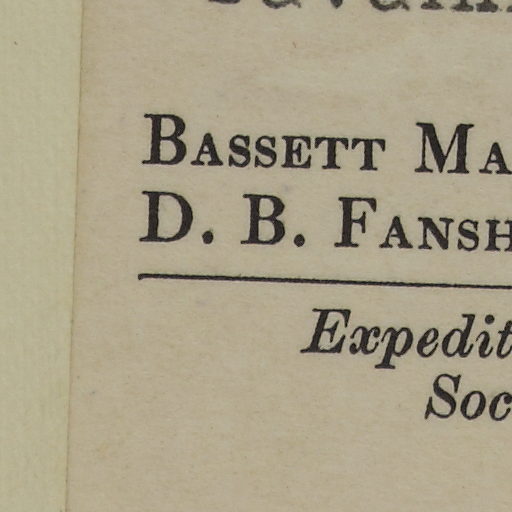 BASSETT MA
D. B. FANSH
Expedit
Soc